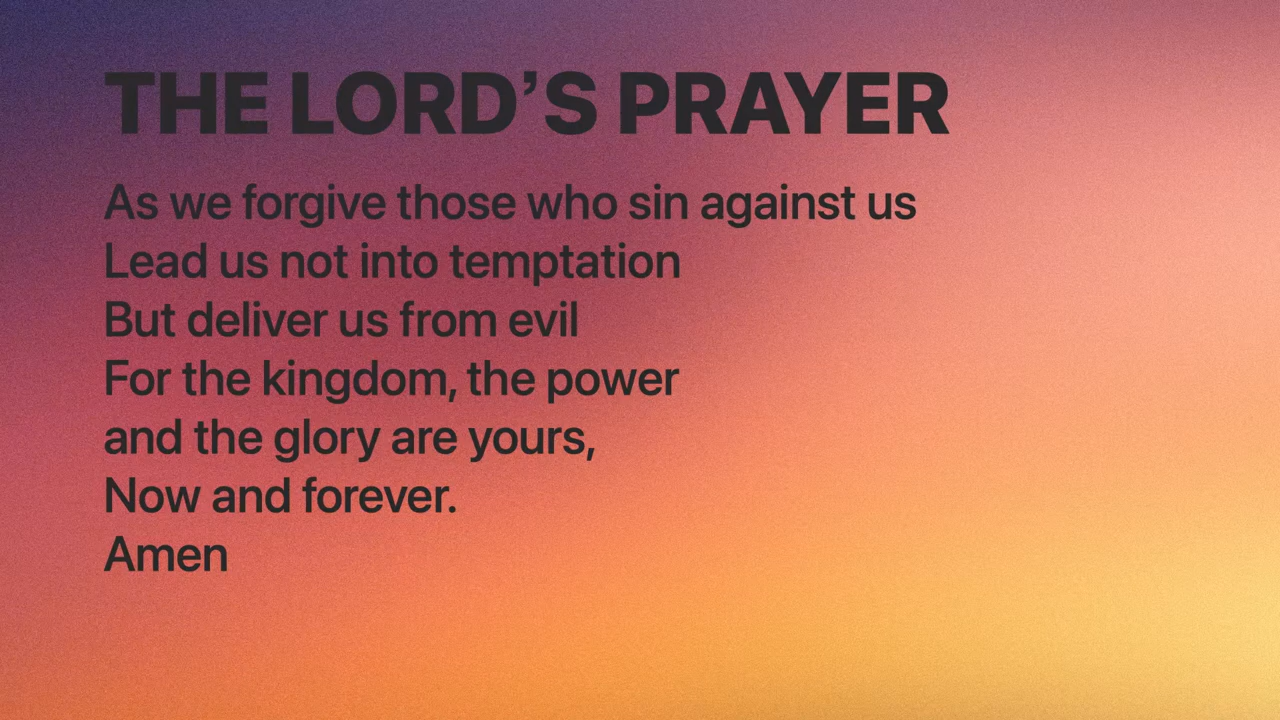 THE LORD’S PRAYER
As we forgive those who sin against us
Lead us not into temptation
But deliver us from evil
For the kingdom, the power
and the glory are yours,
Now and forever.
Amen